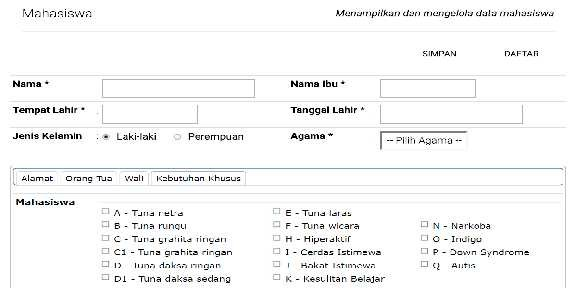 Mahasiswa Menampilkan dan mengelola data mahasiswa
SIMPAN DAFTAR
Nama * Nama Ibu *
Tempat Lahir * : Tanggal Lahir *
Jenis Kelamin : Laki-laki Perempuan Agama * -- Pilih Agama --
Alamat Orang Tua Wali Kebutuhan Khusus
Mahasiswa
A - Tuna netra E - Tuna laras
B - Tuna rungu F - Tuna wicara N - Narkoba
C - Tuna grahita ringan H - Hiperaktif O - Indigo
C1 - Tuna grahita ringan I - Cerdas Istimewa P - Down Syndrome
D - Tuna daksa ringan J - Bakat Istimewa Q - Autis
D1 - Tuna daksa sedang K - Kesulitan Belajar